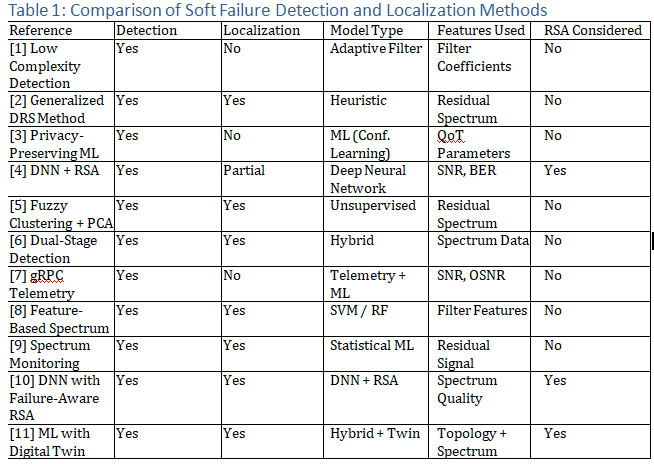 Table 1: Comparison of Soft Failure Detection and Localization Methods
Reference Detection Localization Model Type Features Used RSA Considered
[1] Low Yes No Adaptive Filter Filter No
Complexity Coefficients
Detection
[2] Generalized Yes Yes Heuristic Residual No
DRS Method Spectrum
[3] Privacy- Yes No ML (Conf. QoT No
Preserving ML Learning) Parameters
[4] DNN + RSA Yes Partial Deep Neural SNR, BER Yes
Network
[5] Fuzzy Yes Yes Unsupervised Residual No
Clustering + PCA Spectrum
[6] Dual-Stage Yes Yes Hybrid Spectrum Data No
Detection
[7] gRPC Yes No Telemetry + SNR, OSNR No
Telemetry ML
[8] Feature- Yes Yes SVM / RF Filter Features No
Based Spectrum
[9] Spectrum Yes Yes Statistical ML Residual No
Monitoring Signal
[10] DNN with Yes Yes DNN + RSA Spectrum Yes
Failure-Aware Quality
RSA
[11] ML with Yes Yes Hybrid + Twin Topology + Yes
Digital Twin Spectrum